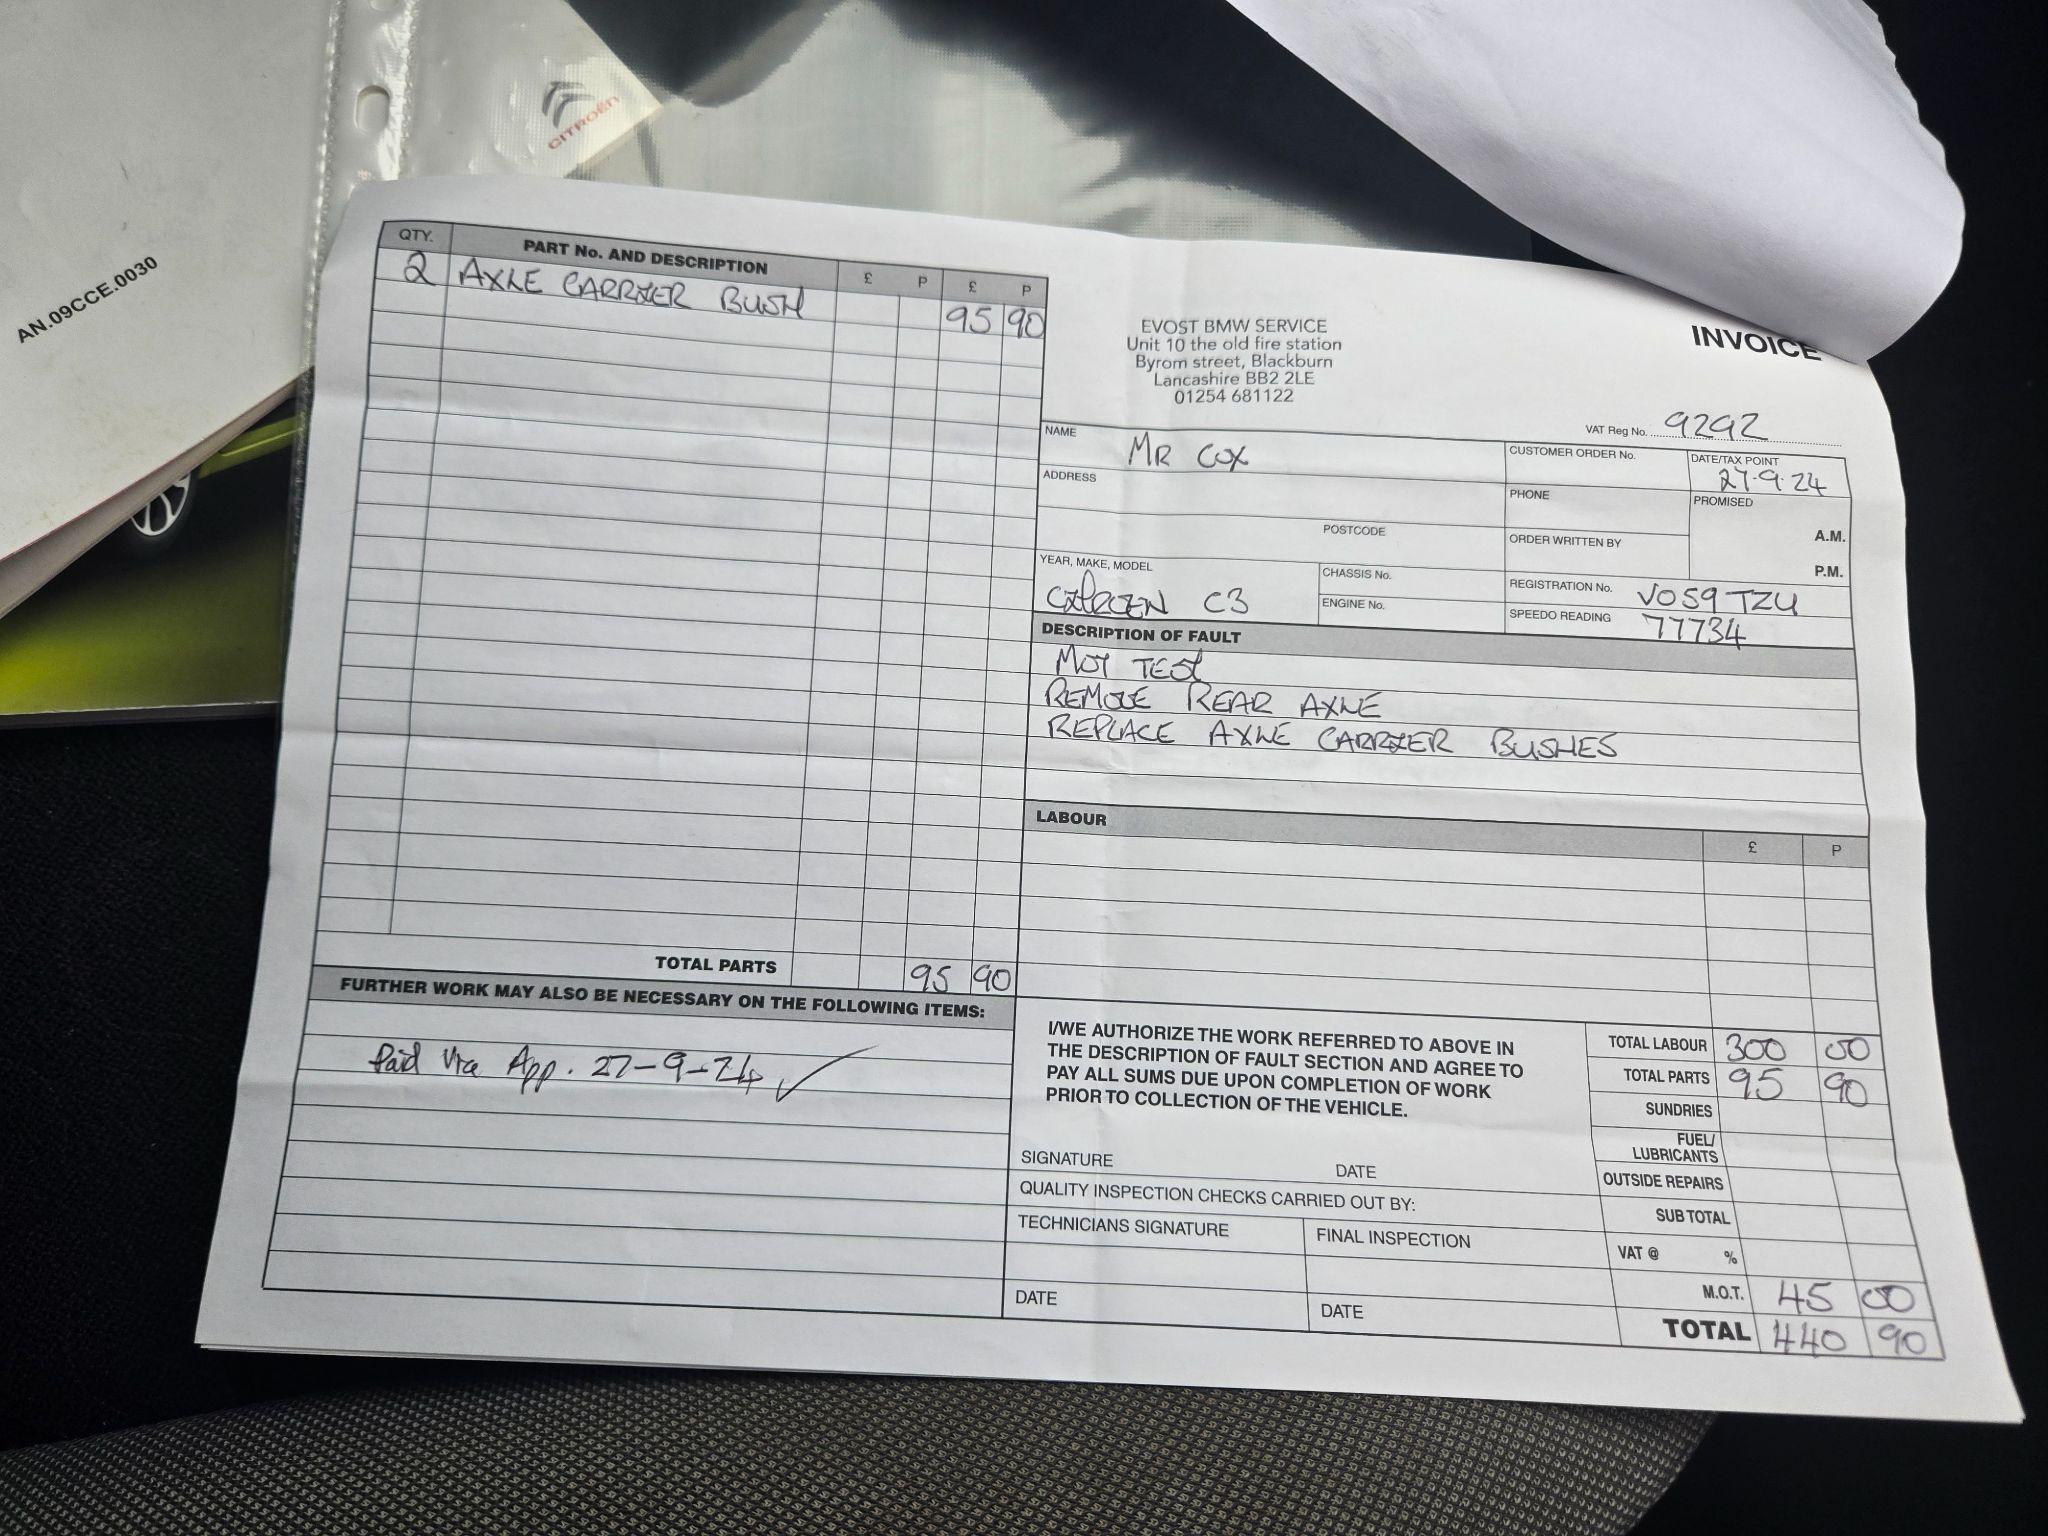 CITROËN
AN.09CCE.0030
QTY. PART No. AND DESCRIPTION £ P £ P
2 AXLE CARRIER BUSH 95 90
TOTAL PARTS 95 90
FURTHER WORK MAY ALSO BE NECESSARY ON THE FOLLOWING ITEMS:
Paid Via App. 27-9-24 ✓
EVOST BMW SERVICE
Unit 10 the old fire station
Byrom street, Blackburn
Lancashire BB2 2LE
01254 681122
INVOICE
VAT Reg No. 9292
NAME MR COX
CUSTOMER ORDER No.
DATE/TAX POINT
27.9.24
ADDRESS
PHONE
PROMISED
A.M.
POSTCODE
ORDER WRITTEN BY
P.M.
YEAR, MAKE, MODEL
CITROEN C3
CHASSIS No.
ENGINE No.
REGISTRATION No. VO59 TZU
SPEEDO READING 77734
DESCRIPTION OF FAULT
MOT TEST
REMOVE REAR AXLE
REPLACE AXLE CARRIER BUSHES
LABOUR £ P
I/WE AUTHORIZE THE WORK REFERRED TO ABOVE IN
THE DESCRIPTION OF FAULT SECTION AND AGREE TO
PAY ALL SUMS DUE UPON COMPLETION OF WORK
PRIOR TO COLLECTION OF THE VEHICLE.
SIGNATURE DATE
QUALITY INSPECTION CHECKS CARRIED OUT BY:
TECHNICIANS SIGNATURE
FINAL INSPECTION
DATE
DATE
TOTAL LABOUR 300 00
TOTAL PARTS 95 90
SUNDRIES
FUEL/
LUBRICANTS
OUTSIDE REPAIRS
SUB TOTAL
VAT @ %
M.O.T. 45 00
TOTAL 440 90